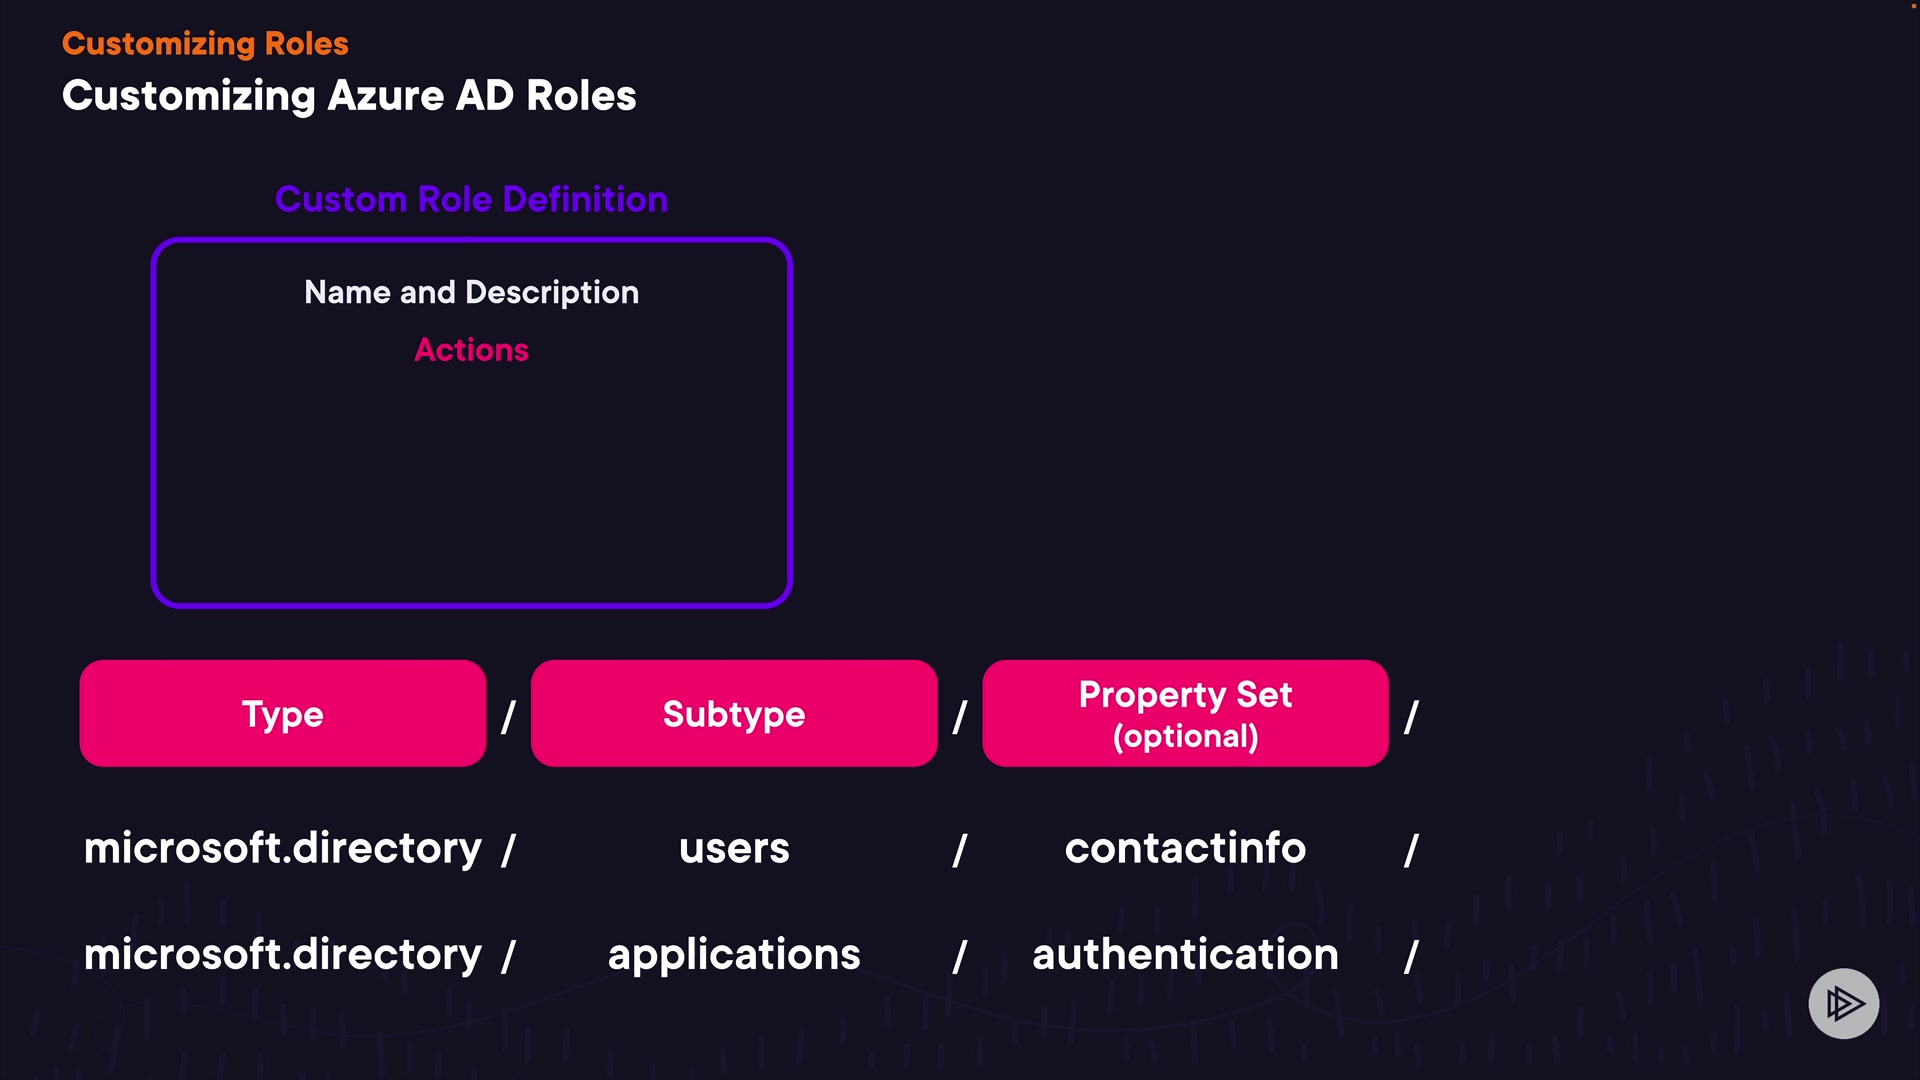 Customizing Roles
Customizing Azure AD Roles
Custom Role Definition
Name and Description
Actions
Type / Subtype / Property Set (optional) /
microsoft.directory / users / contactinfo /
microsoft.directory / applications / authentication /